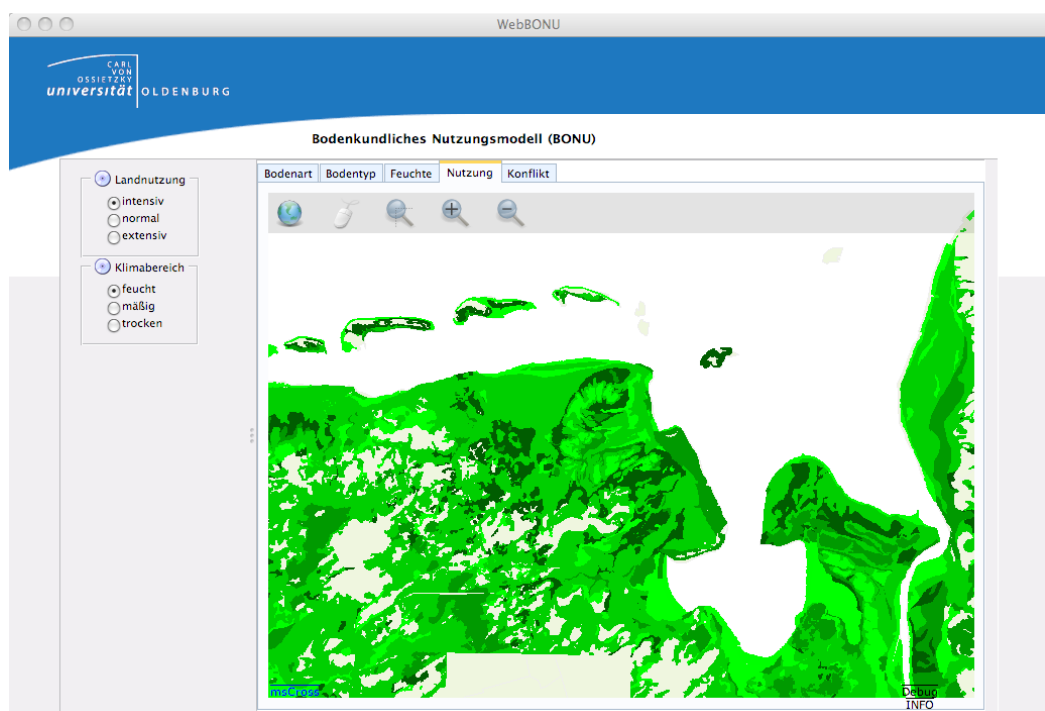 WebBONU
CARL
VON
OSSIETZKY
universität OLDENBURG
Bodenkundliches Nutzungsmodell (BONU)
Bodenart Bodentyp Feuchte Nutzung Konflikt
Landnutzung
intensiv
normal
extensiv
Klimabereich
feucht
mäßig
trocken
msCross
Debug
INFO